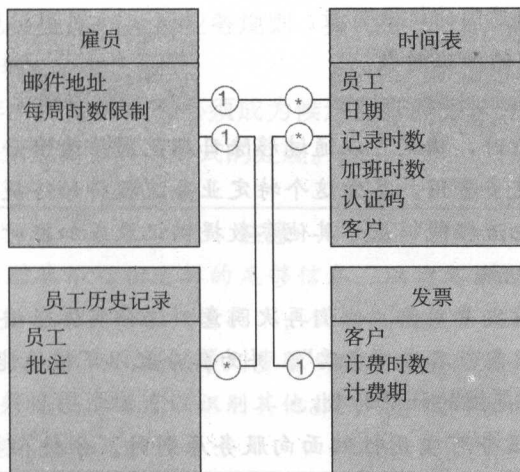 雇员
邮件地址
每周时数限制
时间表
员工
日期
记录时数
加班时数
认证码
客户
1
*
1
*
员工历史记录
员工
批注
发票
客户
计费时数
计费期
*
1